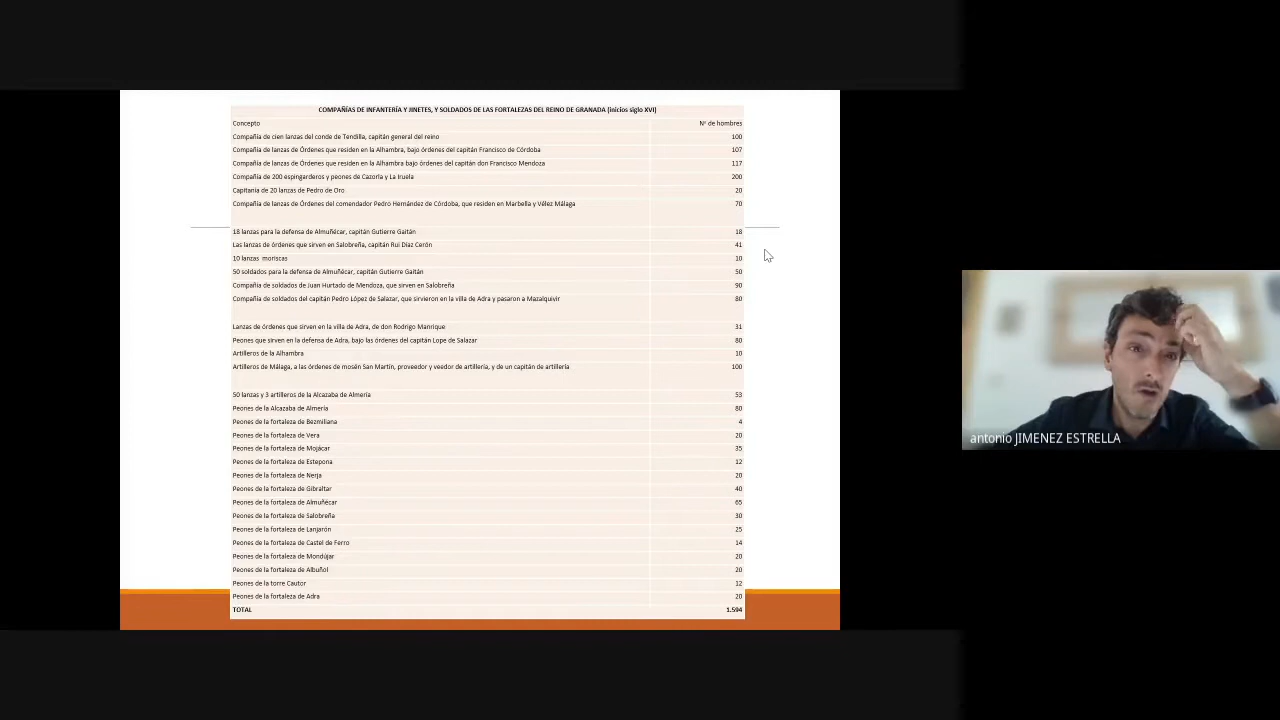 COMPAÑÍAS DE INFANTERÍA Y JINETES, Y SOLDADOS DE LAS FORTALEZAS DEL REINO DE GRANADA (inicios siglo XVI)
Concepto Nº de hombres
Compañía de cien lanzas del conde de Tendilla, capitán general del reino 100
Compañía de lanzas de Órdenes que residen en la Alhambra, bajo órdenes del capitán Francisco de Córdoba 107
Compañía de lanzas de Órdenes que residen en la Alhambra bajo órdenes del capitán don Francisco Mendoza 117
Compañía de 200 espingarderos y peones de Cazorla y La Iruela 200
Capitanía de 20 lanzas de Pedro de Oro 20
Compañía de lanzas de Órdenes del comendador Pedro Hernández de Córdoba, que residen en Marbella y Vélez Málaga 70
18 lanzas para la defensa de Almuñécar, capitán Gutierre Gaitán 18
Las lanzas de órdenes que sirven en Salobreña, capitán Rui Díaz Cerón 41
10 lanzas moriscas 10
50 soldados para la defensa de Almuñécar, capitán Gutierre Gaitán 50
Compañía de soldados de Juan Hurtado de Mendoza, que sirven en Salobreña 90
Compañía de soldados del capitán Pedro López de Salazar, que sirvieron en la villa de Adra y pasaron a Mazalquivir 80
Lanzas de órdenes que sirven en la villa de Adra, de don Rodrigo Manrique 31
Peones que sirven en la defensa de Adra, bajo las órdenes del capitán Lope de Salazar 80
Artilleros de la Alhambra 10
Artilleros de Málaga, a las órdenes de mosén San Martín, proveedor y veedor de artillería, y de un capitán de artillería 100
50 lanzas y 3 artilleros de la Alcazaba de Almería 53
Peones de la Alcazaba de Almería 80
Peones de la fortaleza de Bezmiliana 4
Peones de la fortaleza de Vera 20
Peones de la fortaleza de Mojácar 35
Peones de la fortaleza de Estepona 12
Peones de la fortaleza de Nerja 20
Peones de la fortaleza de Gibraltar 40
Peones de la fortaleza de Almuñécar 65
Peones de la fortaleza de Salobreña 30
Peones de la fortaleza de Lanjarón 25
Peones de la fortaleza de Castel de Ferro 14
Peones de la fortaleza de Mondújar 20
Peones de la fortaleza de Albuñol 20
Peones de la torre Cautor 12
Peones de la fortaleza de Adra 20
TOTAL 1.594
antonio JIMENEZ ESTRELLA